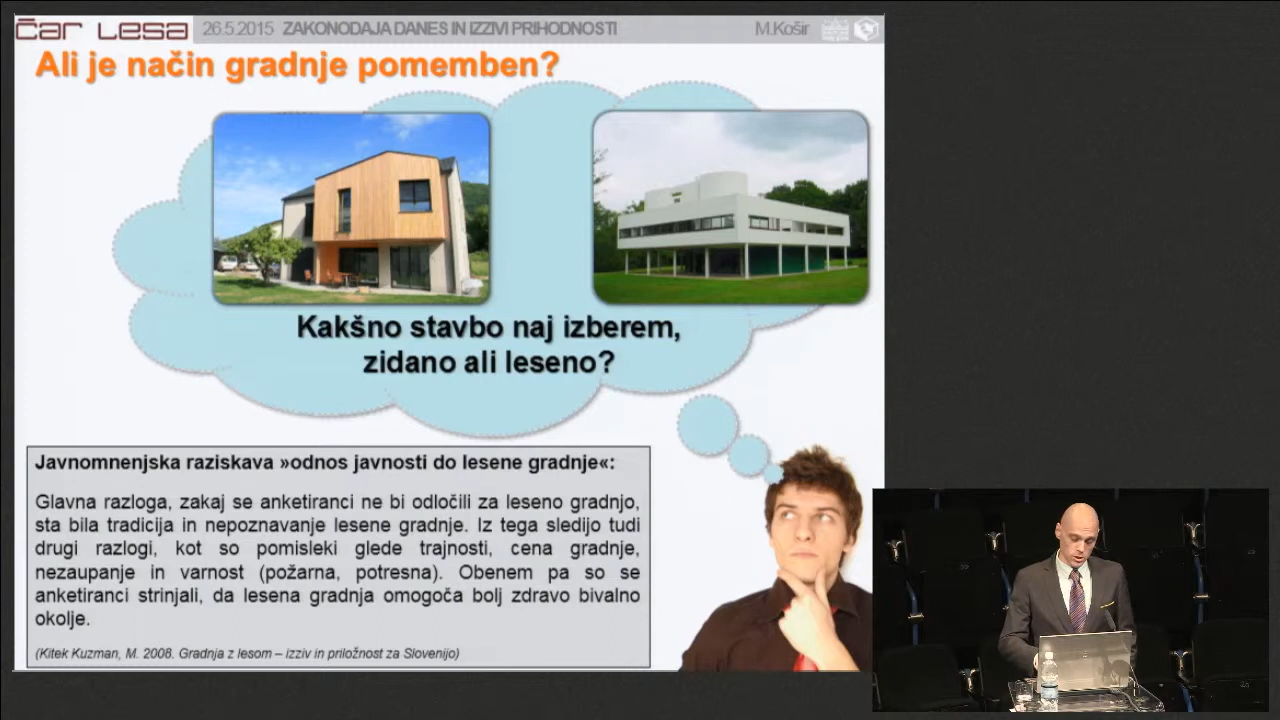 čar lesa
26.5.2015 ZAKONODAJA DANES IN IZZIVI PRIHODNOSTI
M.Košir
Ali je način gradnje pomemben?
Kakšno stavbo naj izberem,
zidano ali leseno?
Javnomnenjska raziskava »odnos javnosti do lesene gradnje«:
Glavna razloga, zakaj se anketiranci ne bi odločili za leseno gradnjo,
sta bila tradicija in nepoznavanje lesene gradnje. Iz tega sledijo tudi
drugi razlogi, kot so pomisleki glede trajnosti, cena gradnje,
nezaupanje in varnost (požarna, potresna). Obenem pa so se
anketiranci strinjali, da lesena gradnja omogoča bolj zdravo bivalno
okolje.
(Kitek Kuzman, M. 2008. Gradnja z lesom – izziv in priložnost za Slovenijo)